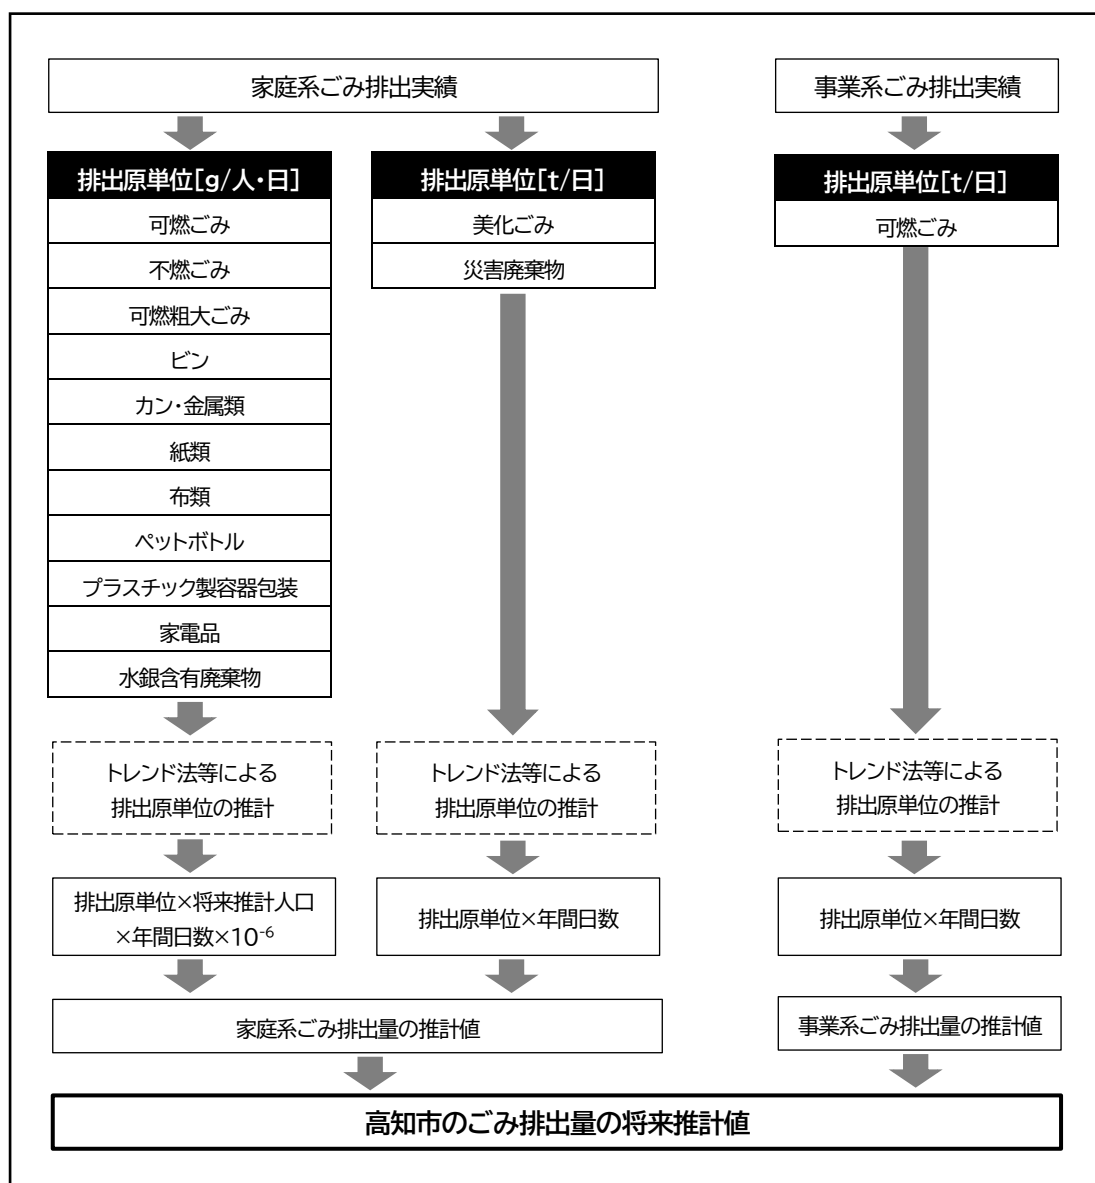 家庭系ごみ排出実績
排出原単位[g/人・日]
可燃ごみ
不燃ごみ
可燃粗大ごみ
ビン
カン・金属類
紙類
布類
ペットボトル
プラスチック製容器包装
家電品
水銀含有廃棄物
トレンド法等による
排出原単位の推計
排出原単位×将来推計人口
×年間日数×10⁻⁶
排出原単位[t/日]
美化ごみ
災害廃棄物
トレンド法等による
排出原単位の推計
排出原単位×年間日数
家庭系ごみ排出量の推計値
事業系ごみ排出実績
排出原単位[t/日]
可燃ごみ
トレンド法等による
排出原単位の推計
排出原単位×年間日数
事業系ごみ排出量の推計値
高知市のごみ排出量の将来推計値